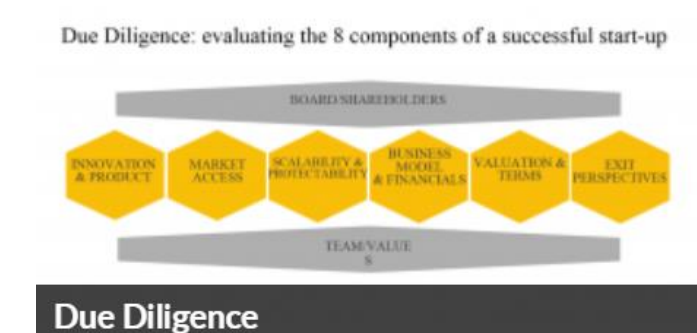 Due Diligence: evaluating the 8 components of a successful start-up
BOARD/SHAREHOLDERS
INNOVATION
& PRODUCT
MARKET
ACCESS
SCALABILITY &
PROTECTABILITY
BUSINESS
MODEL
& FINANCIALS
VALUATION &
TERMS
EXIT
PERSPECTIVES
TEAM/VALUE
S
Due Diligence